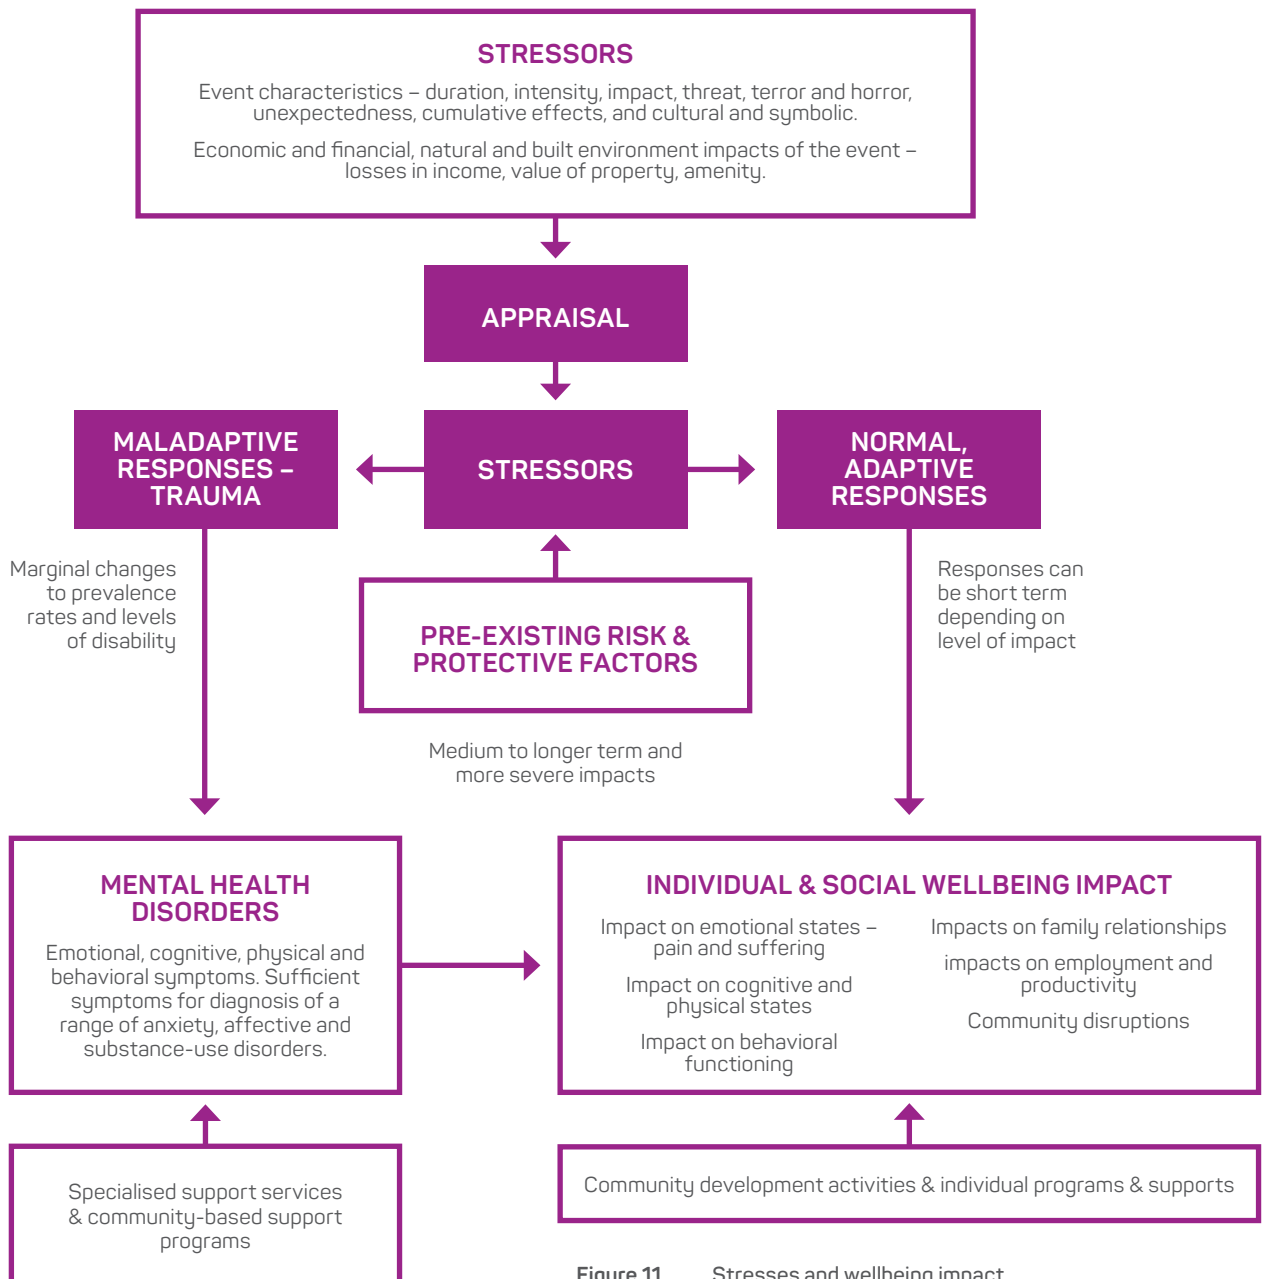 STRESSORS
Event characteristics – duration, intensity, impact, threat, terror and horror,
unexpectedness, cumulative effects, and cultural and symbolic.
Economic and financial, natural and built environment impacts of the event –
losses in income, value of property, amenity.
APPRAISAL
MALADAPTIVE
RESPONSES –
TRAUMA
STRESSORS
NORMAL,
ADAPTIVE
RESPONSES
Marginal changes
to prevalence
rates and levels
of disability
PRE-EXISTING RISK &
PROTECTIVE FACTORS
Responses can
be short term
depending on
level of impact
Medium to longer term and
more severe impacts
MENTAL HEALTH
DISORDERS
Emotional, cognitive, physical and
behavioral symptoms. Sufficient
symptoms for diagnosis of a
range of anxiety, affective and
substance-use disorders.
INDIVIDUAL & SOCIAL WELLBEING IMPACT
Impact on emotional states –
pain and suffering
Impact on cognitive and
physical states
Impact on behavioral
functioning
Impacts on family relationships
impacts on employment and
productivity
Community disruptions
Specialised support services
& community-based support
programs
Community development activities & individual programs & supports
Figure 11 Stresses and wellbeing impact